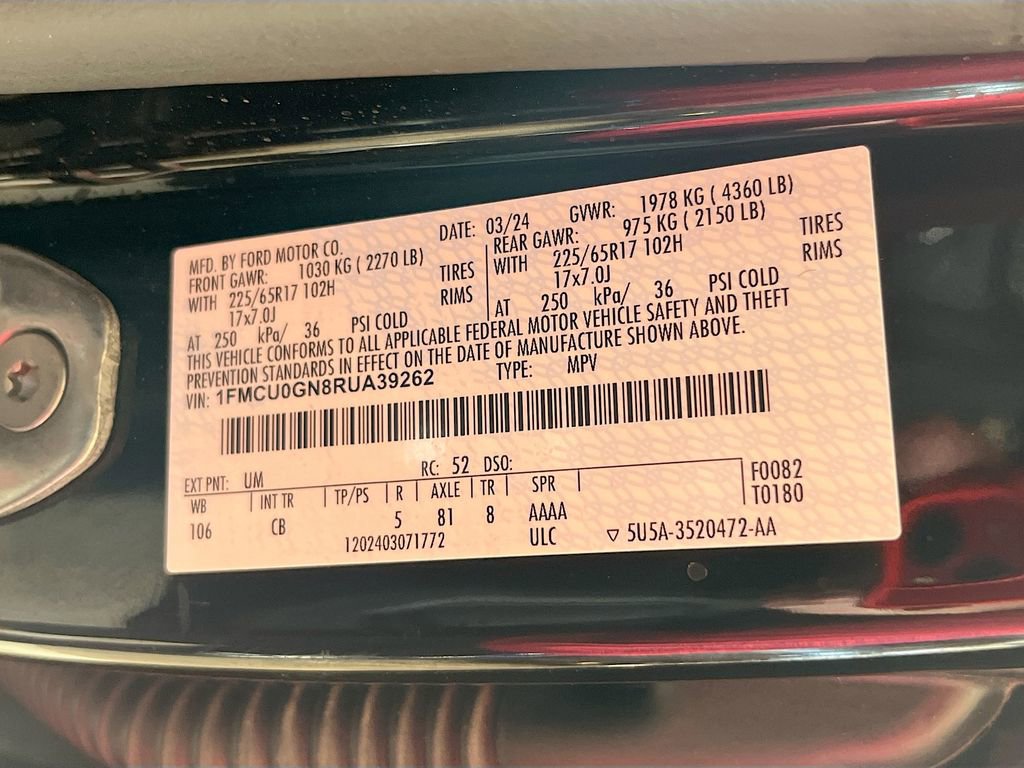 MFD. BY FORD MOTOR CO. DATE: 03/24 GVWR: 1978 KG ( 4360 LB)
FRONT GAWR: 1030 KG ( 2270 LB) REAR GAWR: 975 KG ( 2150 LB)
WITH 225/65R17 102H TIRES WITH 225/65R17 102H TIRES
17x7.0J RIMS 17x7.0J RIMS
AT 250 kPa/ 36 PSI COLD AT 250 kPa/ 36 PSI COLD
THIS VEHICLE CONFORMS TO ALL APPLICABLE FEDERAL MOTOR VEHICLE SAFETY AND THEFT
PREVENTION STANDARDS IN EFFECT ON THE DATE OF MANUFACTURE SHOWN ABOVE.
VIN: 1FMCU0GN8RUA39262 TYPE: MPV
EXT PNT: UM RC: 52 DSO:
WB INT TR TP/PS R AXLE TR SPR F0082
106 CB 5 81 8 AAAA T0180
1202403071772 ULC ▽ 5U5A-3520472-AA